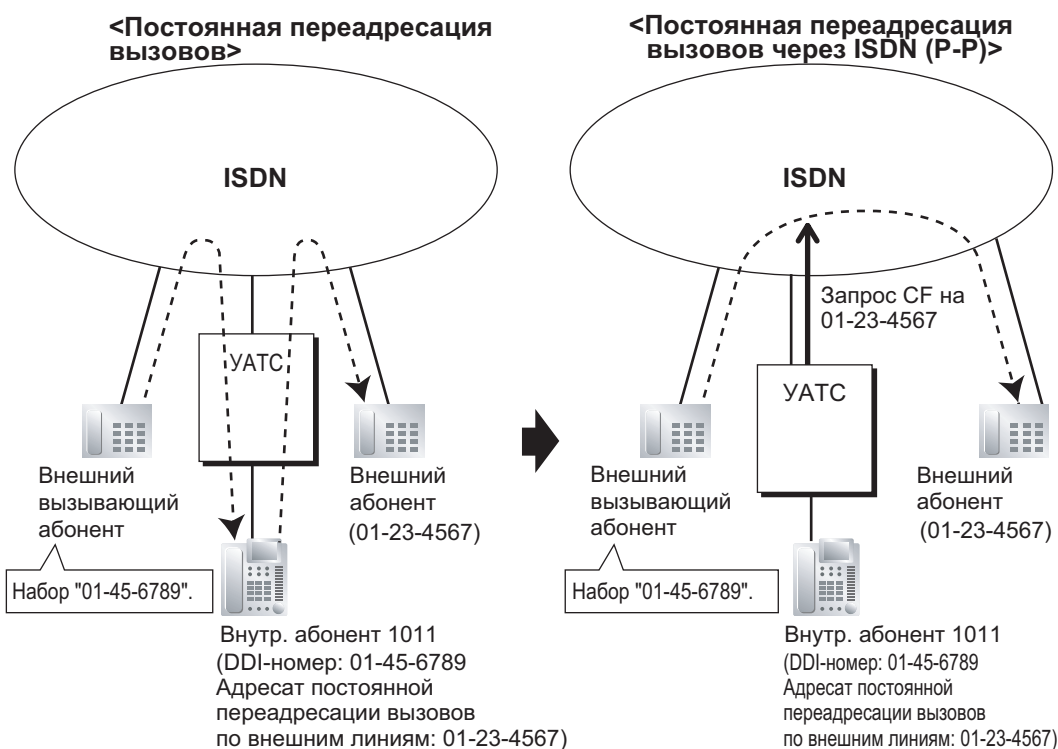 <Постоянная переадресация
вызовов>
ISDN
УАТС
Внешний
вызывающий
абонент
Набор "01-45-6789".
Внешний
абонент
(01-23-4567)
Внутр. абонент 1011
(DDI-номер: 01-45-6789
Адресат постоянной
переадресации вызовов
по внешним линиям: 01-23-4567)
<Постоянная переадресация
вызовов через ISDN (P-P)>
ISDN
Запрос CF на
01-23-4567
УАТС
Внешний
вызывающий
абонент
Набор "01-45-6789".
Внешний
абонент
(01-23-4567)
Внутр. абонент 1011
(DDI-номер: 01-45-6789
Адресат постоянной
переадресации вызовов
по внешним линиям: 01-23-4567)